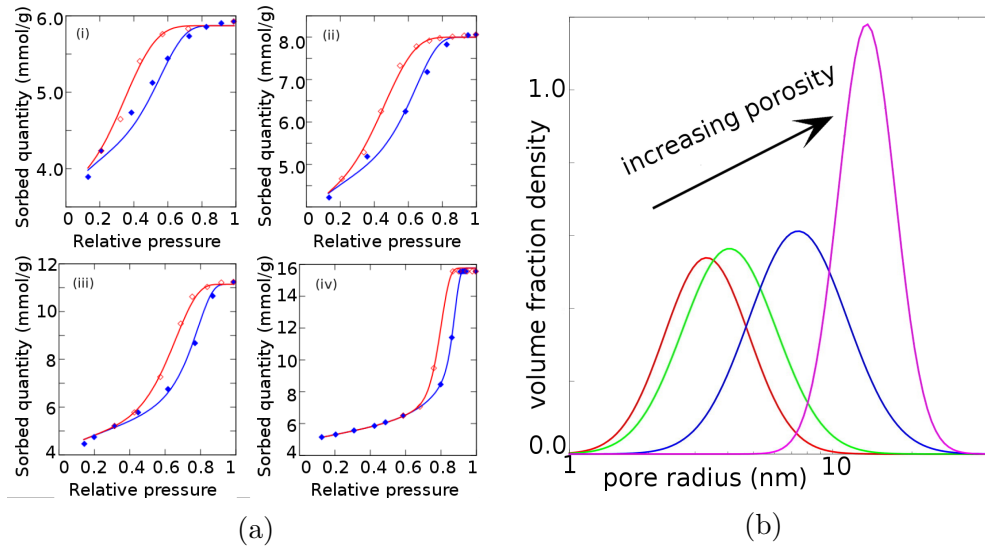 (i)
Sorbed quantity (mmol/g)
6.0
5.0
4.0
0 0.2 0.4 0.6 0.8 1
Relative pressure
(ii)
Sorbed quantity (mmol/g)
8.0
7.0
6.0
5.0
0 0.2 0.4 0.6 0.8 1
Relative pressure
(iii)
Sorbed quantity (mmol/g)
12
11
10
9
8
7
6
5
4
0 0.2 0.4 0.6 0.8 1
Relative pressure
(iv)
Sorbed quantity (mmol/g)
16
14
12
10
8
6
4
0 0.2 0.4 0.6 0.8 1
Relative pressure
(a)
increasing porosity
volume fraction density
1.0
0.0
1 10
pore radius (nm)
(b)